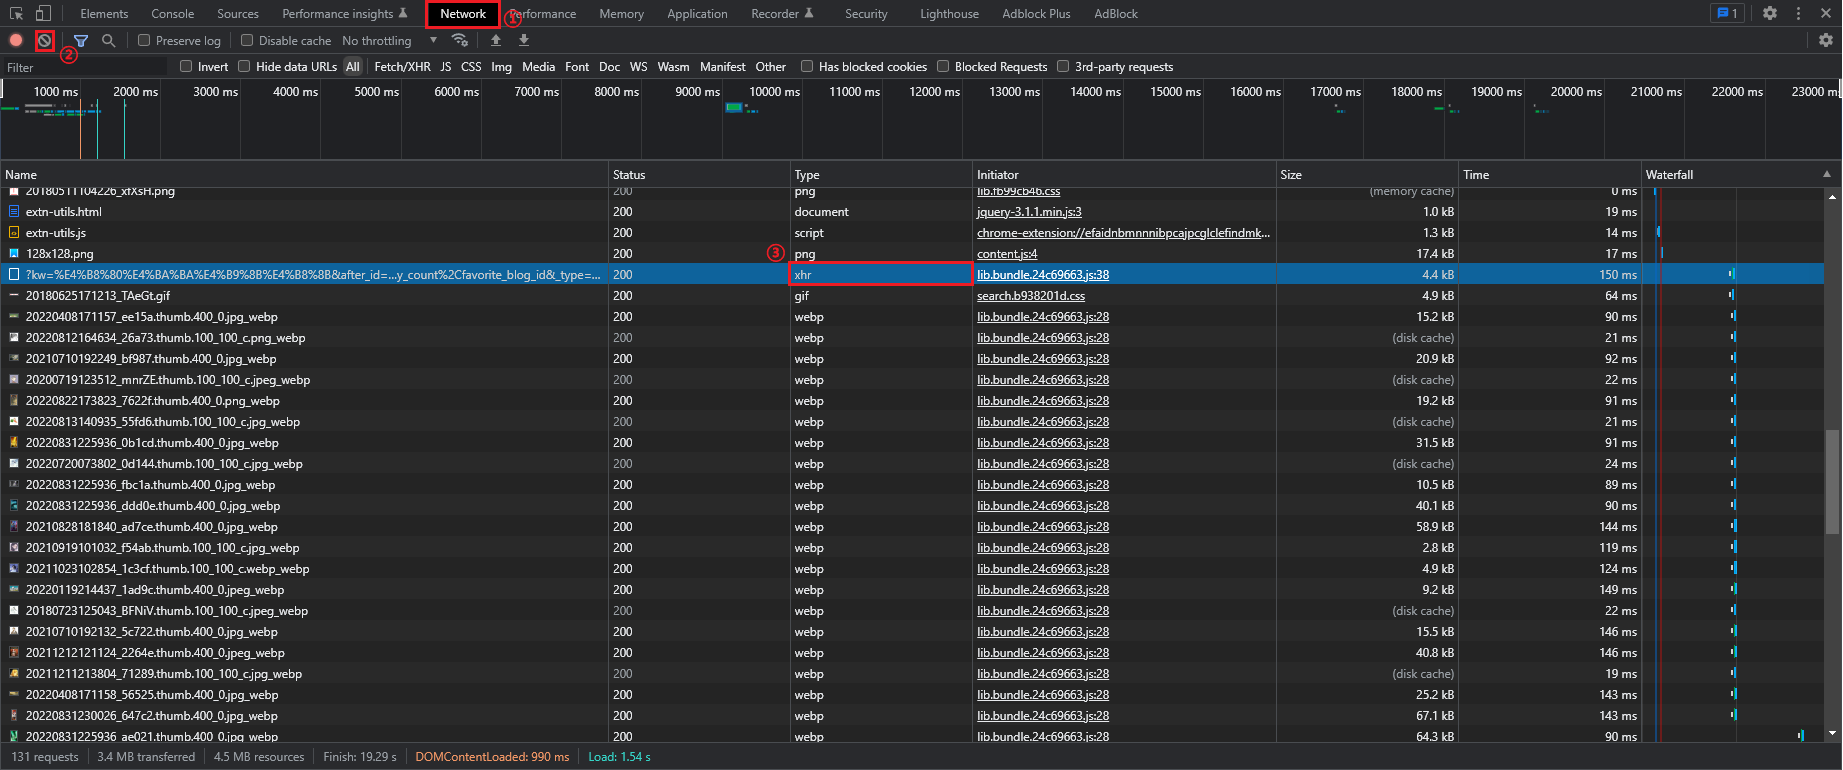 Elements Console Sources Performance insights Network ① Performance Memory Application Recorder Security Lighthouse Adblock Plus AdBlock 1
② Preserve log Disable cache No throttling
Filter Invert Hide data URLs All Fetch/XHR JS CSS Img Media Font Doc WS Wasm Manifest Other Has blocked cookies Blocked Requests 3rd-party requests
1000 ms 2000 ms 3000 ms 4000 ms 5000 ms 6000 ms 7000 ms 8000 ms 9000 ms 10000 ms 11000 ms 12000 ms 13000 ms 14000 ms 15000 ms 16000 ms 17000 ms 18000 ms 19000 ms 20000 ms 21000 ms 22000 ms 23000 m
Name Status Type Initiator Size Time Waterfall
20180511104226_xfXsH.png 200 png lib.fb99cb46.css (memory cache) 0 ms
extn-utils.html 200 document jquery-3.1.1.min.js:3 1.0 kB 19 ms
extn-utils.js 200 script chrome-extension://efaidnbmnnnibpcajpcglclefindmk... 1.3 kB 14 ms
128x128.png 200 ③ png content.js:4 17.4 kB 17 ms
?kw=%E4%B8%80%E4%BA%BA%E4%B9%8B%E4%B8%8B&after_id=...y_count%2Cfavorite_blog_id&_type=... 200 xhr lib.bundle.24c69663.js:38 4.4 kB 150 ms
20180625171213_TAeGt.gif 200 gif search.b938201d.css 4.9 kB 64 ms
20220408171157_ee15a.thumb.400_0.jpg_webp 200 webp lib.bundle.24c69663.js:28 15.2 kB 90 ms
20220812164634_26a73.thumb.100_100_c.png_webp 200 webp lib.bundle.24c69663.js:28 (disk cache) 21 ms
20210710192249_bf987.thumb.400_0.jpg_webp 200 webp lib.bundle.24c69663.js:28 20.9 kB 92 ms
20200719123512_mnrZE.thumb.100_100_c.jpeg_webp 200 webp lib.bundle.24c69663.js:28 (disk cache) 22 ms
20220822173823_7622f.thumb.400_0.png_webp 200 webp lib.bundle.24c69663.js:28 19.2 kB 91 ms
20220813140935_55fd6.thumb.100_100_c.jpg_webp 200 webp lib.bundle.24c69663.js:28 (disk cache) 21 ms
20220831225936_0b1cd.thumb.400_0.jpg_webp 200 webp lib.bundle.24c69663.js:28 31.5 kB 91 ms
20220720073802_0d144.thumb.100_100_c.jpg_webp 200 webp lib.bundle.24c69663.js:28 (disk cache) 24 ms
20220831225936_fbc1a.thumb.400_0.jpg_webp 200 webp lib.bundle.24c69663.js:28 10.5 kB 89 ms
20220831225936_ddd0e.thumb.400_0.jpg_webp 200 webp lib.bundle.24c69663.js:28 40.1 kB 90 ms
20210828181840_ad7ce.thumb.400_0.jpg_webp 200 webp lib.bundle.24c69663.js:28 58.9 kB 144 ms
20210919101032_f54ab.thumb.100_100_c.jpg_webp 200 webp lib.bundle.24c69663.js:28 2.8 kB 119 ms
20211023102854_1c3cf.thumb.100_100_c.webp_webp 200 webp lib.bundle.24c69663.js:28 4.9 kB 124 ms
20220119214437_1ad9c.thumb.400_0.jpeg_webp 200 webp lib.bundle.24c69663.js:28 9.2 kB 149 ms
20180723125043_BFNiV.thumb.100_100_c.jpeg_webp 200 webp lib.bundle.24c69663.js:28 (disk cache) 22 ms
20210710192132_5c722.thumb.400_0.jpg_webp 200 webp lib.bundle.24c69663.js:28 15.5 kB 146 ms
20211212121124_2264e.thumb.400_0.jpeg_webp 200 webp lib.bundle.24c69663.js:28 40.8 kB 146 ms
20211211213804_71289.thumb.100_100_c.jpg_webp 200 webp lib.bundle.24c69663.js:28 (disk cache) 19 ms
20220408171158_56525.thumb.400_0.jpg_webp 200 webp lib.bundle.24c69663.js:28 25.2 kB 143 ms
20220831230026_647c2.thumb.400_0.jpg_webp 200 webp lib.bundle.24c69663.js:28 67.1 kB 143 ms
20220831225936_ae021.thumb.400_0.jpg_webp 200 webp lib.bundle.24c69663.js:28 64.3 kB 90 ms
131 requests 3.4 MB transferred 4.5 MB resources Finish: 19.29 s DOMContentLoaded: 990 ms Load: 1.54 s